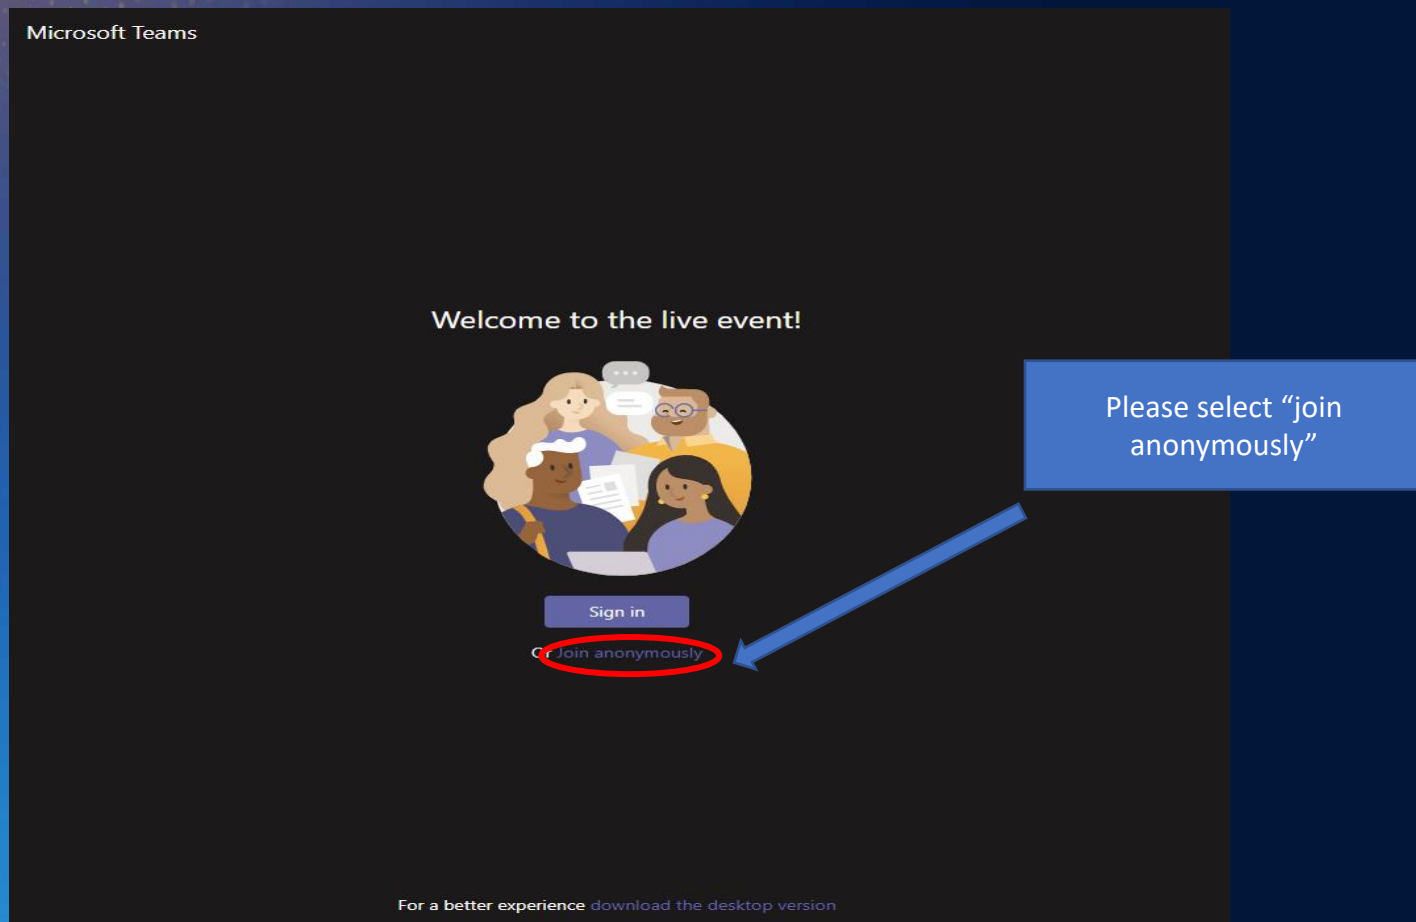 Microsoft Teams
Welcome to the live event!
Please select “join
anonymously”
Sign in
Or Join anonymously
For a better experience download the desktop version